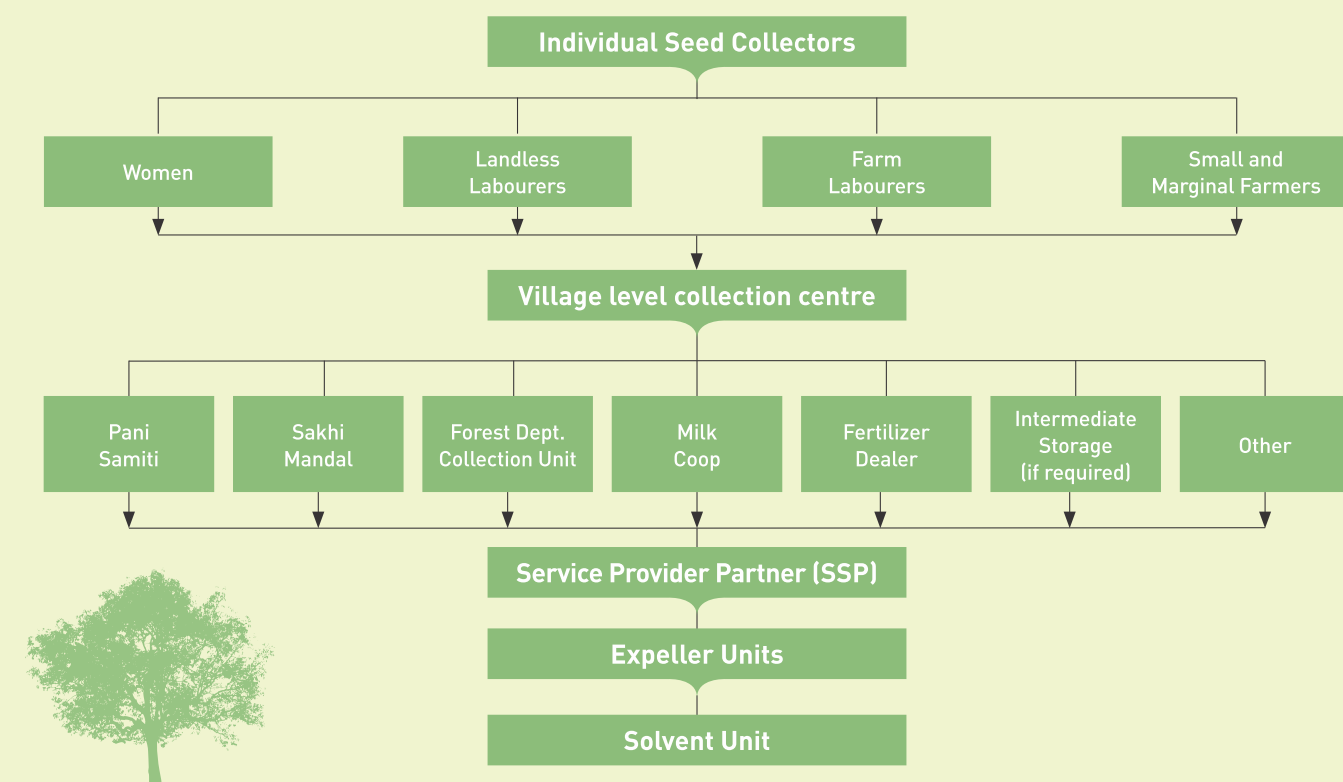 Individual Seed Collectors
Women
Landless
Labourers
Farm
Labourers
Small and
Marginal Farmers
Village level collection centre
Pani
Samiti
Sakhi
Mandal
Forest Dept.
Collection Unit
Milk
Coop
Fertilizer
Dealer
Intermediate
Storage
(if required)
Other
Service Provider Partner (SSP)
Expeller Units
Solvent Unit